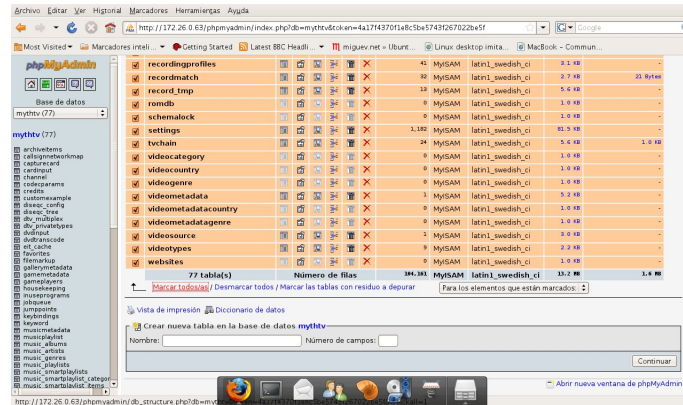 Archivo Editar Ver Historial Marcadores Herramientas Ayuda
http://172.26.0.63/phpmyadmin/index.php?db=mythtv&token=4a17f4370f1e8c5be5743f267022be5f
Google
Most Visited Marcadores inteli... Getting Started Latest BBC Headli... miguev.net » Ubunt... Linux desktop imita... MacBook – Commun...
phpMyAdmin
Base de datos
mythtv (77)
mythtv (77)
archiveitems
callsignnetworkmap
capturecard
cardinput
channel
codecparams
credits
customexample
diseqc_config
diseqc_tree
dtv_multiplex
dtv_privatetypes
dvdinput
dvdtranscode
eit_cache
favorites
filemarkup
gallerymetadata
gamemetadata
gameplayers
housekeeping
inuseprograms
jobqueue
jumppoints
keybindings
keyword
musicmetadata
musicplaylist
music_albums
music_artists
music_genres
music_playlists
music_smartplaylists
music_smartplaylist_categor
music_smartplaylist_items
recordingprofiles 41 MyISAM latin1_swedish_ci 3.1 KB -
recordmatch 32 MyISAM latin1_swedish_ci 2.7 KB 21 Bytes
record_tmp 13 MyISAM latin1_swedish_ci 5.6 KB -
romdb 0 MyISAM latin1_swedish_ci 1.0 KB -
schemalock 0 MyISAM latin1_swedish_ci 1.0 KB -
settings 1,182 MyISAM latin1_swedish_ci 81.5 KB -
tvchain 24 MyISAM latin1_swedish_ci 5.6 KB 1.0 KB
videocategory 0 MyISAM latin1_swedish_ci 1.0 KB -
videocountry 0 MyISAM latin1_swedish_ci 1.0 KB -
videogenre 0 MyISAM latin1_swedish_ci 1.0 KB -
videometadata 1 MyISAM latin1_swedish_ci 5.2 KB -
videometadatacountry 0 MyISAM latin1_swedish_ci 1.0 KB -
videometadatagenre 0 MyISAM latin1_swedish_ci 1.0 KB -
videosource 1 MyISAM latin1_swedish_ci 3.0 KB -
videotypes 9 MyISAM latin1_swedish_ci 2.2 KB -
websites 0 MyISAM latin1_swedish_ci 1.0 KB -
77 tabla(s) Número de filas 104,161 MyISAM latin1_swedish_ci 13.2 MB 1.6 MB
Marcar todos/as / Desmarcar todos / Marcar las tablas con residuo a depurar Para los elementos que están marcados:
Vista de impresión Diccionario de datos
Crear nueva tabla en la base de datos mythtv
Nombre: Número de campos:
Continuar
Abrir nueva ventana de phpMyAdmin